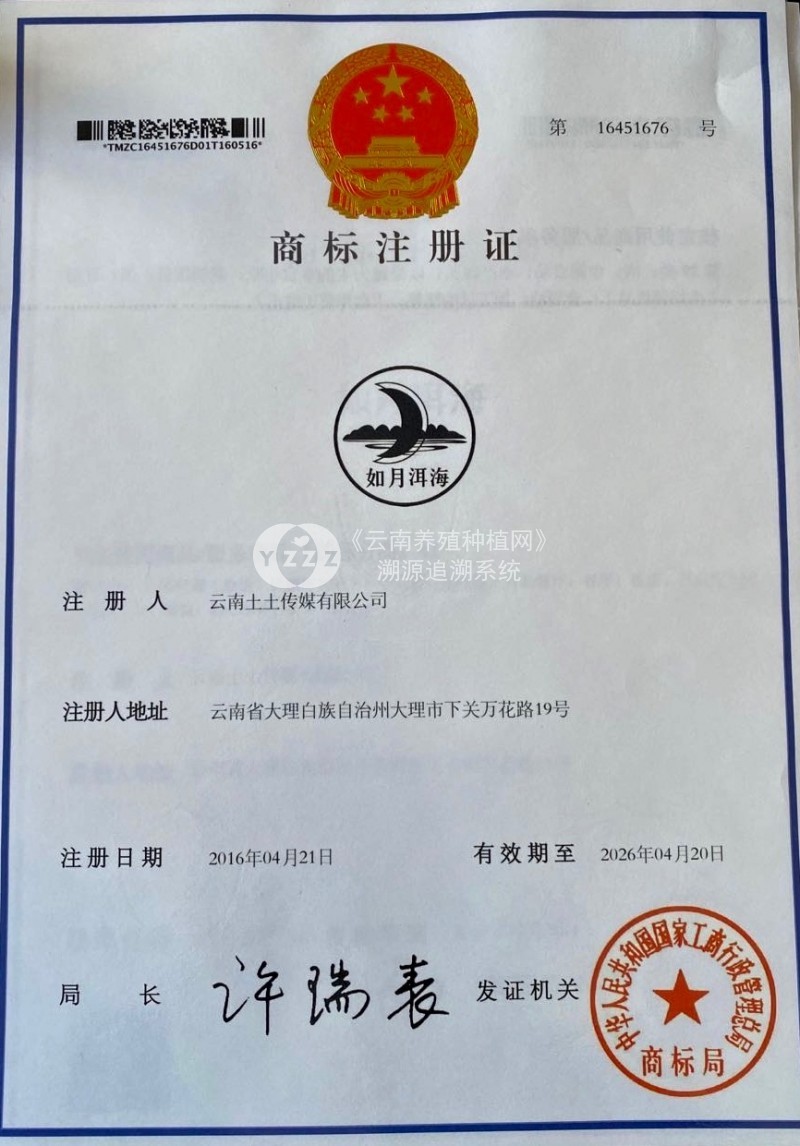 第 16451676 号
*TMZC16451676D01T160516*
商标注册证
如月洱海
YZZZ
《云南养殖种植网》
溯源追溯系统
注册人 云南土土传媒有限公司
注册人地址 云南省大理白族自治州大理市下关万花路19号
注册日期 2016年04月21日 有效期至 2026年04月20日
局长 许瑞表 发证机关
中华人民共和国国家工商行政管理总局
商标局